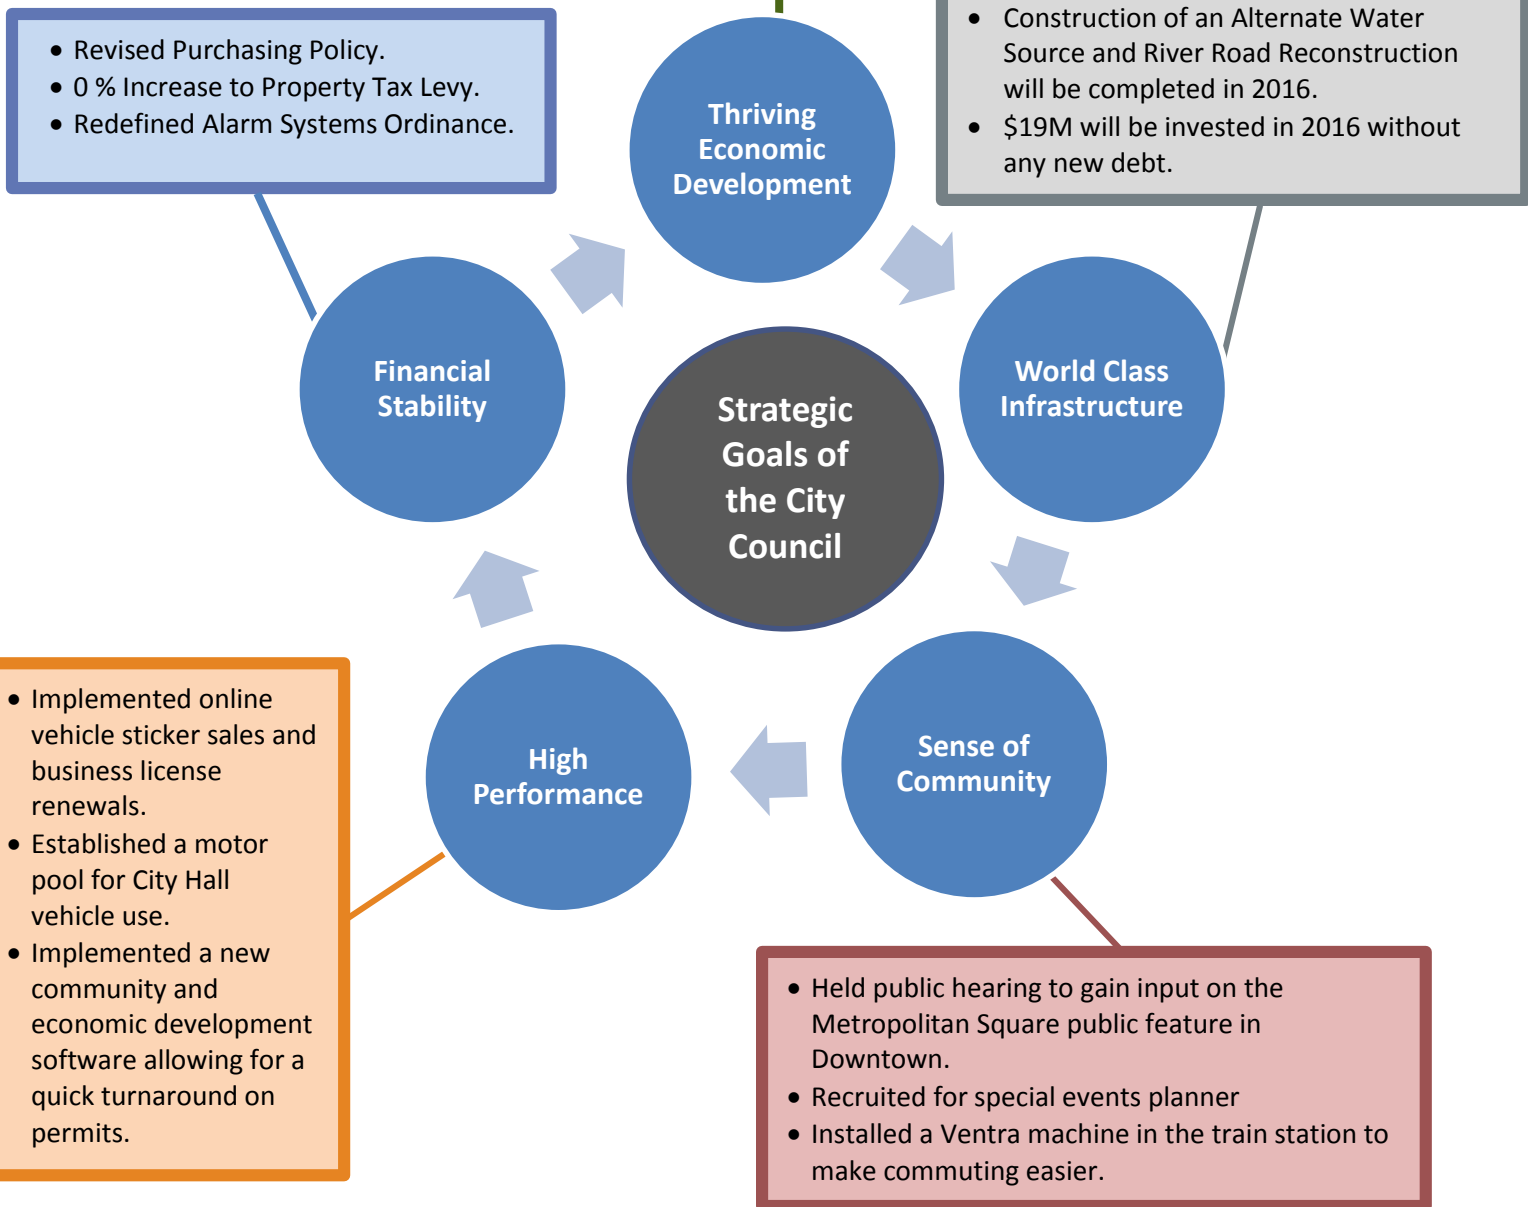 • Revised Purchasing Policy.
• 0 % Increase to Property Tax Levy.
• Redefined Alarm Systems Ordinance.
Thriving
Economic
Development
• Construction of an Alternate Water
Source and River Road Reconstruction
will be completed in 2016.
• $19M will be invested in 2016 without
any new debt.
Financial
Stability
Strategic
Goals of
the City
Council
World Class
Infrastructure
• Implemented online
vehicle sticker sales and
business license
renewals.
• Established a motor
pool for City Hall
vehicle use.
• Implemented a new
community and
economic development
software allowing for a
quick turnaround on
permits.
High
Performance
Sense of
Community
• Held public hearing to gain input on the
Metropolitan Square public feature in
Downtown.
• Recruited for special events planner
• Installed a Ventra machine in the train station to
make commuting easier.